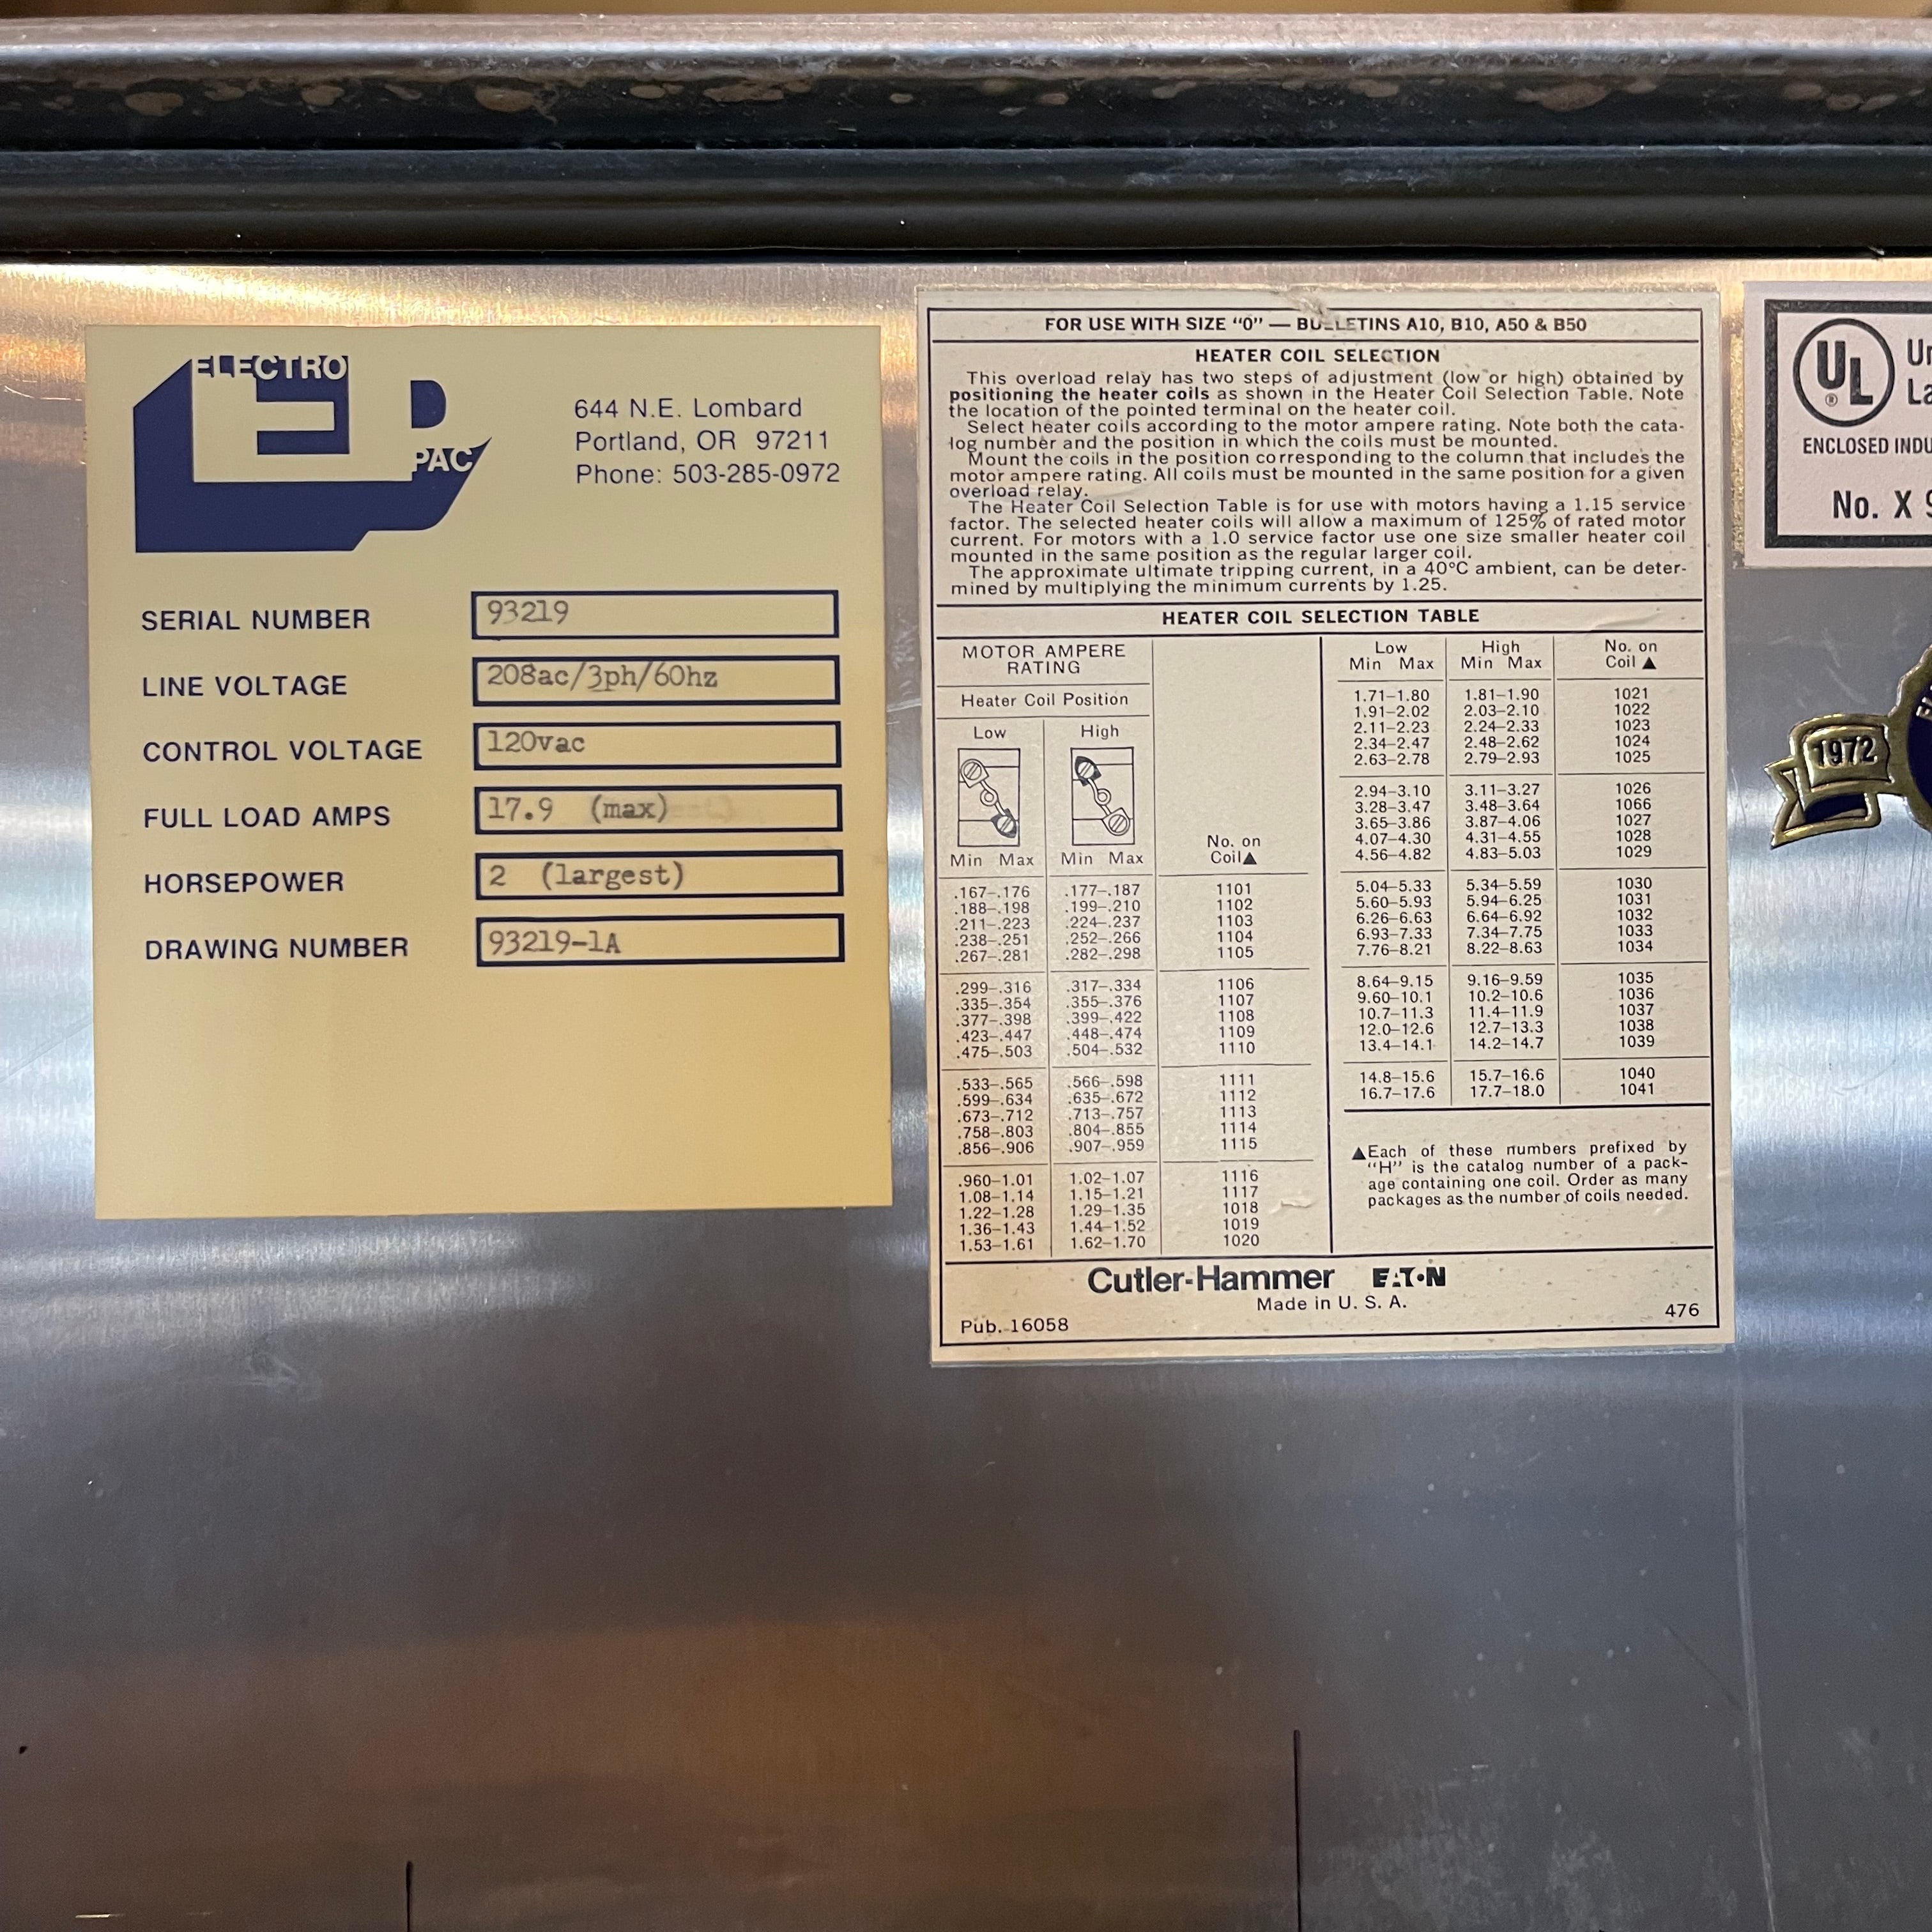 ELECTRO
PAC
644 N.E. Lombard
Portland, OR 97211
Phone: 503-285-0972
SERIAL NUMBER 93219
LINE VOLTAGE 208ac/3ph/60hz
CONTROL VOLTAGE 120vac
FULL LOAD AMPS 17.9 (max)
HORSEPOWER 2 (largest)
DRAWING NUMBER 93219-1A
FOR USE WITH SIZE "0" — BULLETINS A10, B10, A50 & B50
HEATER COIL SELECTION
This overload relay has two steps of adjustment (low or high) obtained by
positioning the heater coils as shown in the Heater Coil Selection Table. Note
the location of the pointed terminal on the heater coil.
Select heater coils according to the motor ampere rating. Note both the cata-
log number and the position in which the coils must be mounted.
Mount the coils in the position corresponding to the column that includes the
motor ampere rating. All coils must be mounted in the same position for a given
overload relay.
The Heater Coil Selection Table is for use with motors having a 1.15 service
factor. The selected heater coils will allow a maximum of 125% of rated motor
current. For motors with a 1.0 service factor use one size smaller heater coil
mounted in the same position as the regular larger coil.
The approximate ultimate tripping current, in a 40°C ambient, can be deter-
mined by multiplying the minimum currents by 1.25.
HEATER COIL SELECTION TABLE
MOTOR AMPERE
RATING
Heater Coil Position
Low High
Min Max Min Max No. on
Coil▲
.167–.176 .177–.187 1101
.188–.198 .199–.210 1102
.211–.223 .224–.237 1103
.238–.251 .252–.266 1104
.267–.281 .282–.298 1105
.299–.316 .317–.334 1106
.335–.354 .355–.376 1107
.377–.398 .399–.422 1108
.423–.447 .448–.474 1109
.475–.503 .504–.532 1110
.533–.565 .566–.598 1111
.599–.634 .635–.672 1112
.673–.712 .713–.757 1113
.758–.803 .804–.855 1114
.856–.906 .907–.959 1115
.960–1.01 1.02–1.07 1116
1.08–1.14 1.15–1.21 1117
1.22–1.28 1.29–1.35 1018
1.36–1.43 1.44–1.52 1019
1.53–1.61 1.62–1.70 1020
Low High No. on
Min Max Min Max Coil ▲
1.71–1.80 1.81–1.90 1021
1.91–2.02 2.03–2.10 1022
2.11–2.23 2.24–2.33 1023
2.34–2.47 2.48–2.62 1024
2.63–2.78 2.79–2.93 1025
2.94–3.10 3.11–3.27 1026
3.28–3.47 3.48–3.64 1066
3.65–3.86 3.87–4.06 1027
4.07–4.30 4.31–4.55 1028
4.56–4.82 4.83–5.03 1029
5.04–5.33 5.34–5.59 1030
5.60–5.93 5.94–6.25 1031
6.26–6.63 6.64–6.92 1032
6.93–7.33 7.34–7.75 1033
7.76–8.21 8.22–8.63 1034
8.64–9.15 9.16–9.59 1035
9.60–10.1 10.2–10.6 1036
10.7–11.3 11.4–11.9 1037
12.0–12.6 12.7–13.3 1038
13.4–14.1 14.2–14.7 1039
14.8–15.6 15.7–16.6 1040
16.7–17.6 17.7–18.0 1041
▲Each of these numbers prefixed by
"H" is the catalog number of a pack-
age containing one coil. Order as many
packages as the number of coils needed.
Cutler-Hammer EATON
Made in U. S. A.
Pub. 16058 476
UL
®
ENCLOSED INDU
No. X
1972